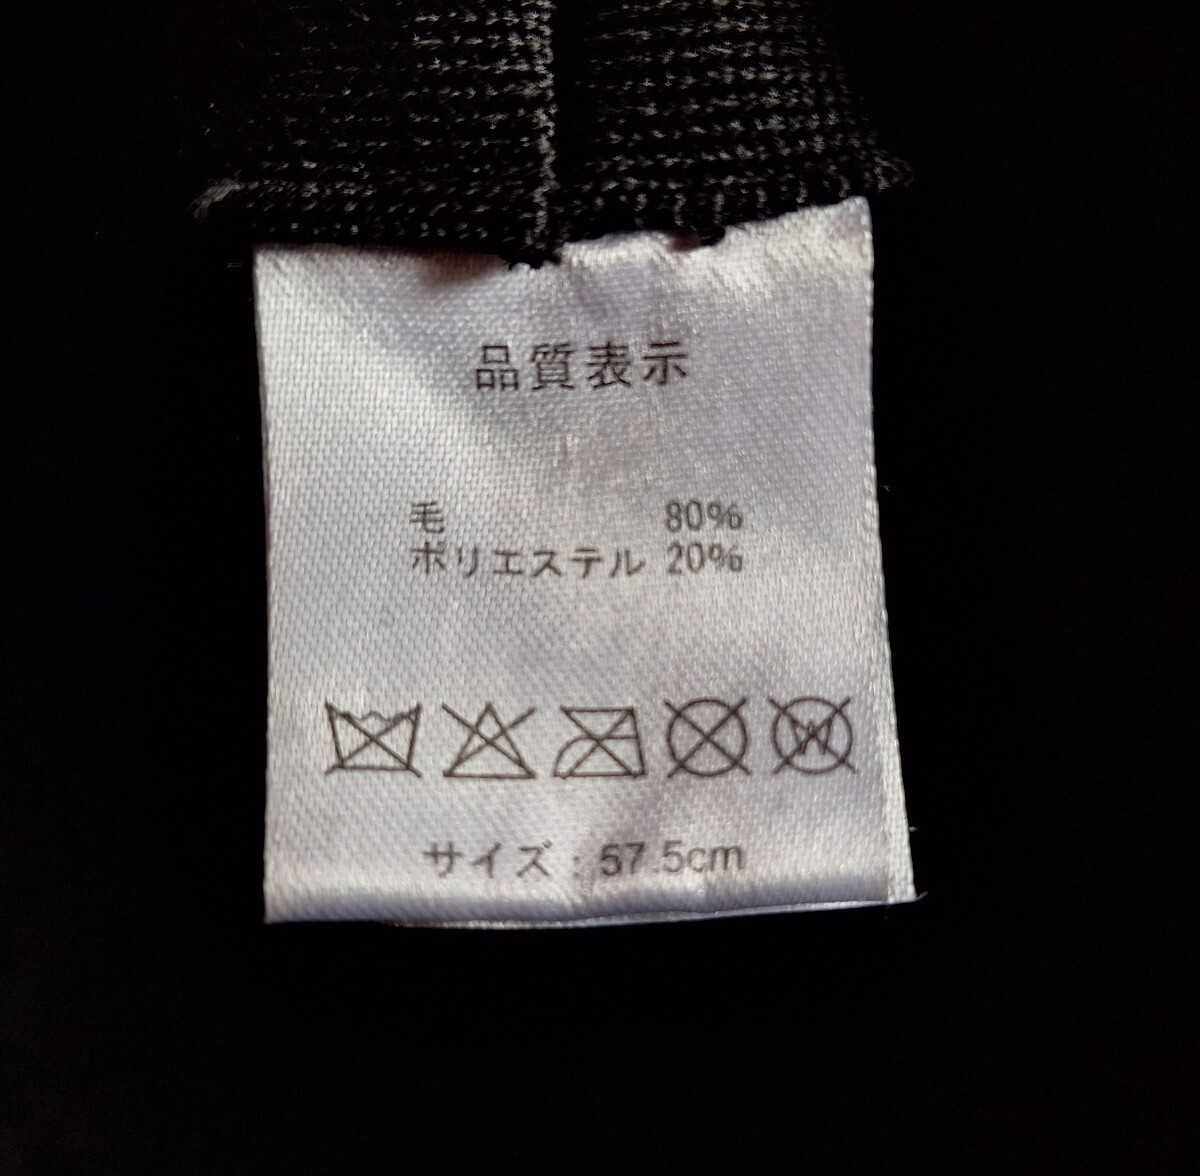 品質表示
毛 80%
ポリエステル 20%
サイズ : 57.5cm